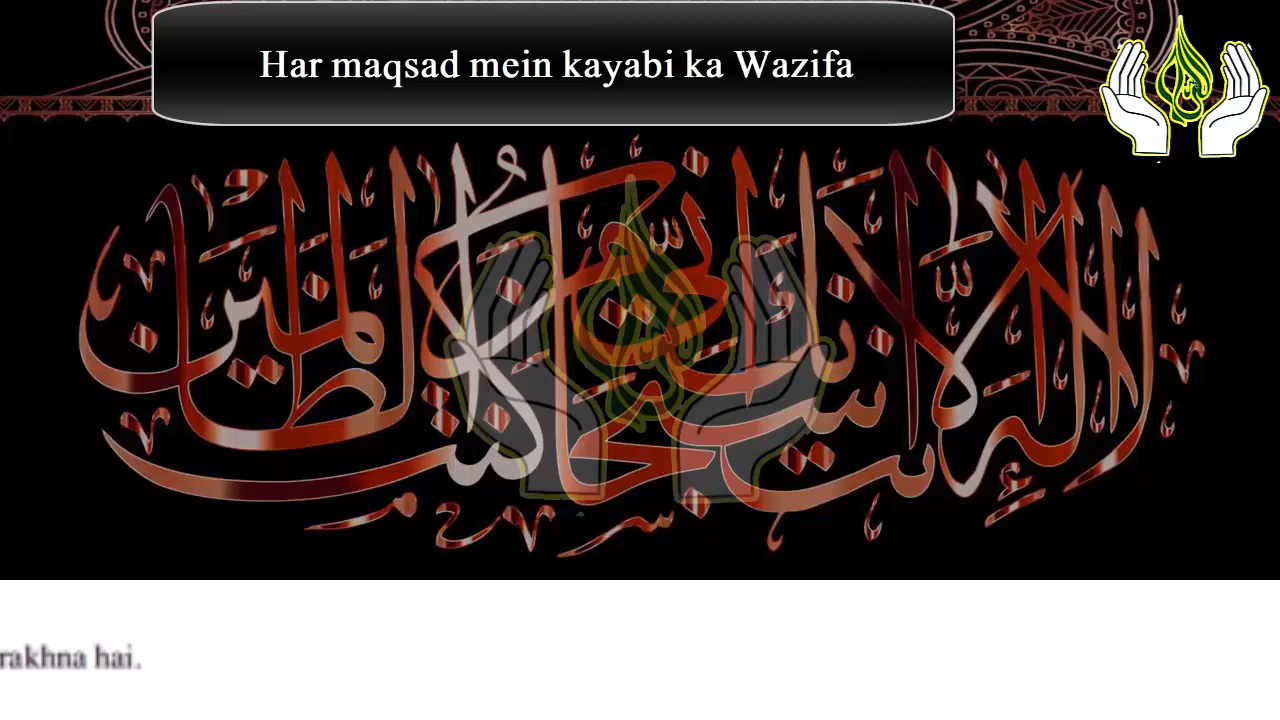 Har maqsad mein kayabi ka Wazifa
لا إله إلا أنت سبحانك إني كنت من الظالمين
rakhna hai.